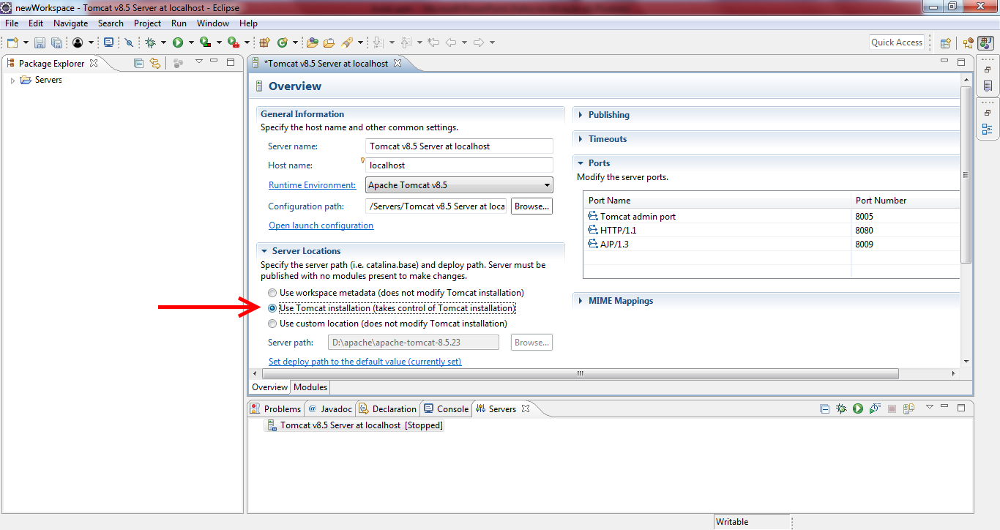 newWorkspace - Tomcat v8.5 Server at localhost - Eclipse
File Edit Navigate Search Project Run Window Help
Quick Access
Package Explorer
Servers
*Tomcat v8.5 Server at localhost
Overview
General Information
Specify the host name and other common settings.
Server name: Tomcat v8.5 Server at localhost
Host name: localhost
Runtime Environment: Apache Tomcat v8.5
Configuration path: /Servers/Tomcat v8.5 Server at loca Browse...
Open launch configuration
Server Locations
Specify the server path (i.e. catalina.base) and deploy path. Server must be
published with no modules present to make changes.
Use workspace metadata (does not modify Tomcat installation)
Use Tomcat installation (takes control of Tomcat installation)
Use custom location (does not modify Tomcat installation)
Server path: D:\apache\apache-tomcat-8.5.23 Browse...
Set deploy path to the default value (currently set)
Publishing
Timeouts
Ports
Modify the server ports.
Port Name Port Number
Tomcat admin port 8005
HTTP/1.1 8080
AJP/1.3 8009
MIME Mappings
Overview Modules
Problems @ Javadoc Declaration Console Servers
Tomcat v8.5 Server at localhost [Stopped]
Writable